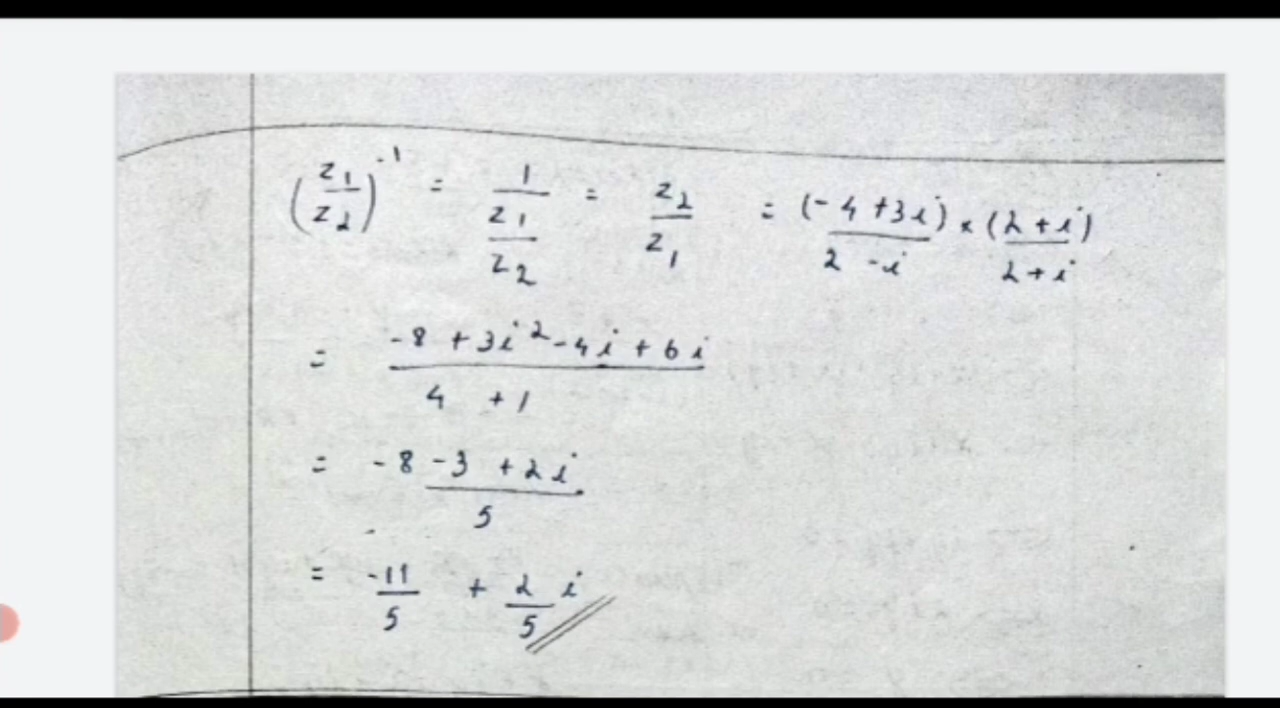 (z₁/z₂)⁻¹ = 1/(z₁/z₂) = z₂/z₁ = (-4+3i)/(2-i) × (2+i)/(2+i)
= (-8 + 3i² - 4i + 6i)/(4 + 1)
= (-8 - 3 + 2i)/5
= -11/5 + 2/5 i